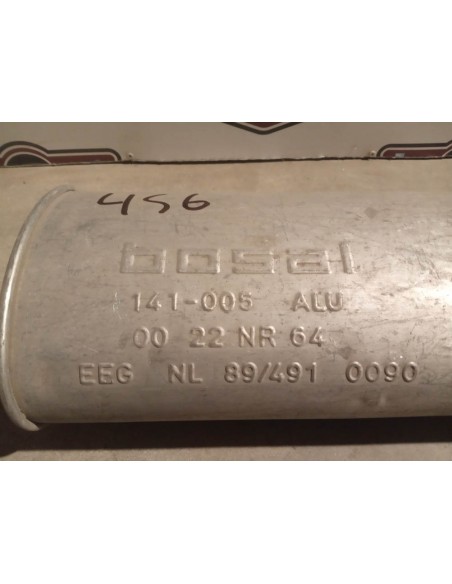 456
bosal
141-005 ALU
00 22 NR 64
EEG NL 89/491 0090